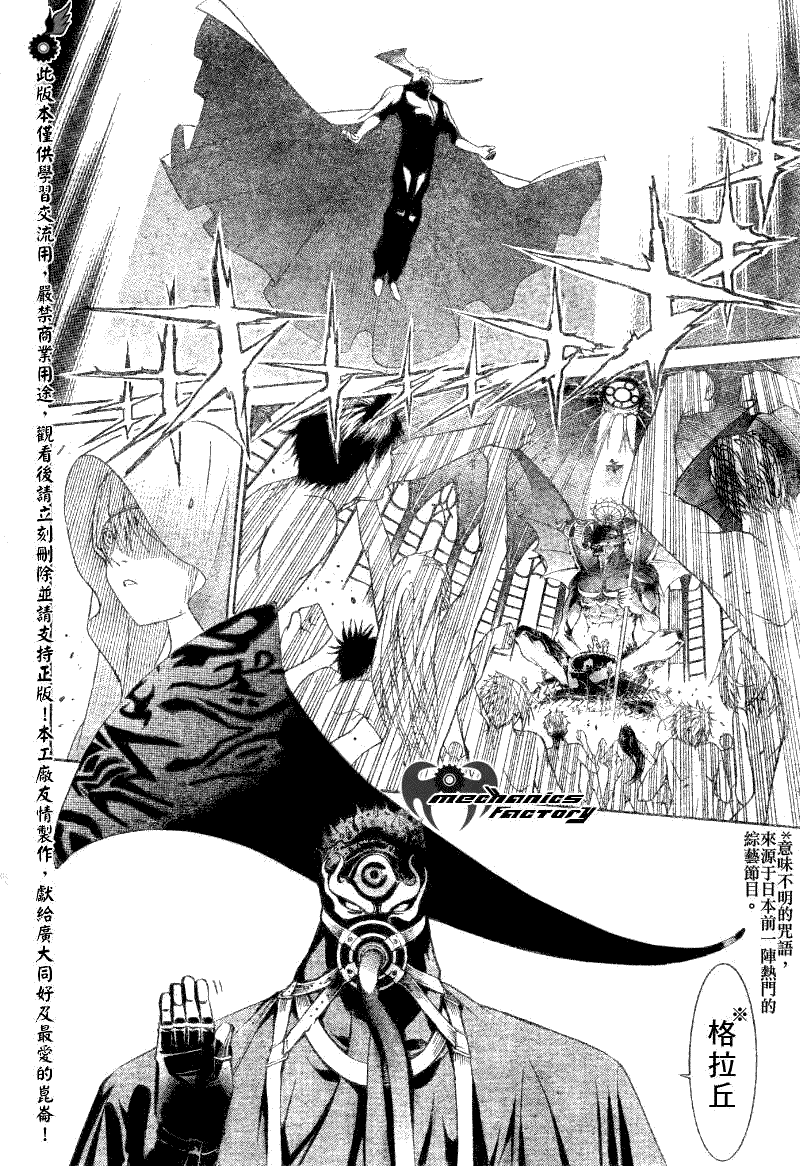 此版本僅供學習交流用，嚴禁商業用途，觀看後請立刻刪除並請支持正版！本工廠友情製作，獻給廣大同好及最愛的崑崙！
mechanics
factory
※意味不明的咒語，
來源于日本前一陣熱門的
綜藝節目。
※
格拉丘